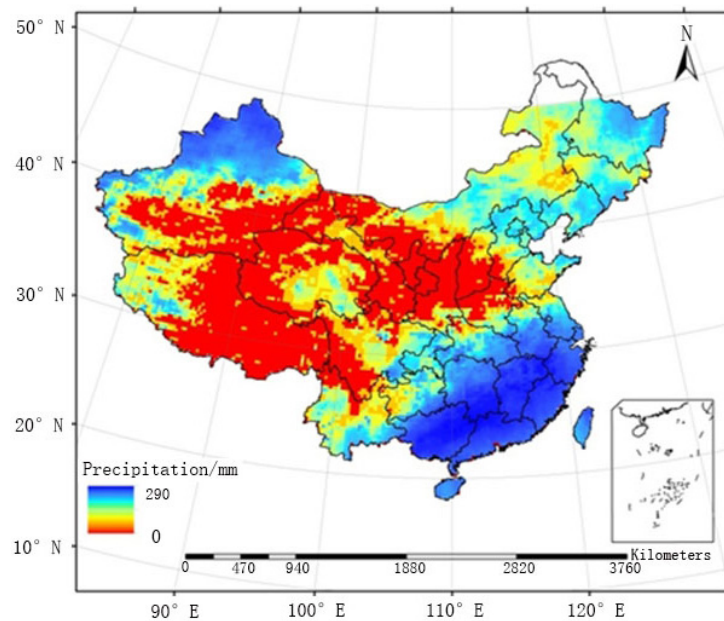 50° N
N
40° N
30° N
20° N
Precipitation/mm
290
0
10° N
Kilometers
0 470 940 1880 2820 3760
90° E 100° E 110° E 120° E